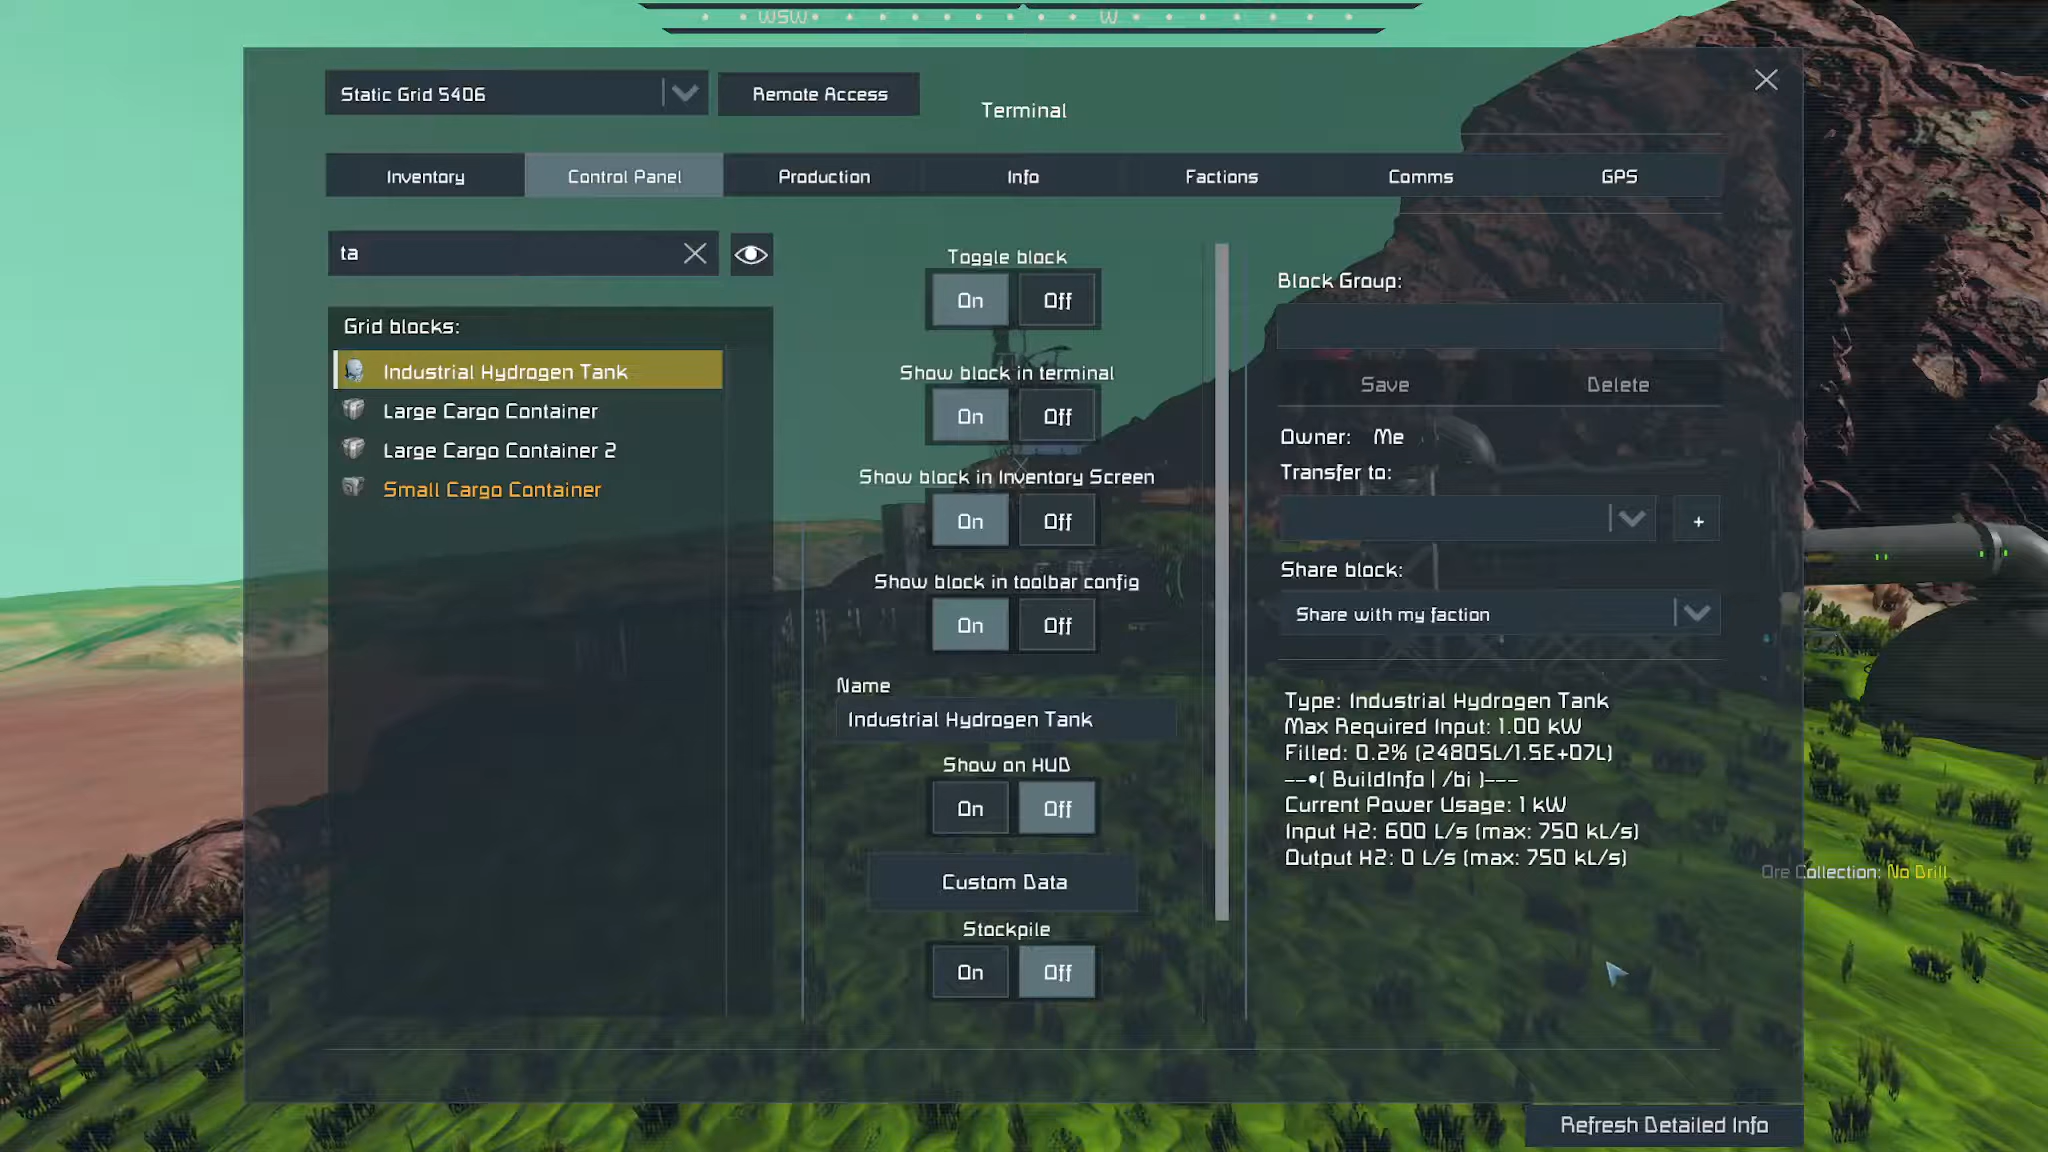 WSW W
Static Grid 5406
Remote Access
Terminal
Inventory
Control Panel
Production
Info
Factions
Comms
GPS
ta
Grid blocks:
Industrial Hydrogen Tank
Large Cargo Container
Large Cargo Container 2
Small Cargo Container
Toggle block
On Off
Show block in terminal
On Off
Show block in Inventory Screen
On Off
Show block in toolbar config
On Off
Name
Industrial Hydrogen Tank
Show on HUD
On Off
Custom Data
Stockpile
On Off
Block Group:
Save Delete
Owner: Me
Transfer to:
+
Share block:
Share with my faction
Type: Industrial Hydrogen Tank
Max Required Input: 1.00 kW
Filled: 0.2% (24805L/1.5E+07L)
--•( BuildInfo | /bi )---
Current Power Usage: 1 kW
Input H2: 600 L/s (max: 750 kL/s)
Output H2: 0 L/s (max: 750 kL/s)
Ore Collection: No Drill
Refresh Detailed Info